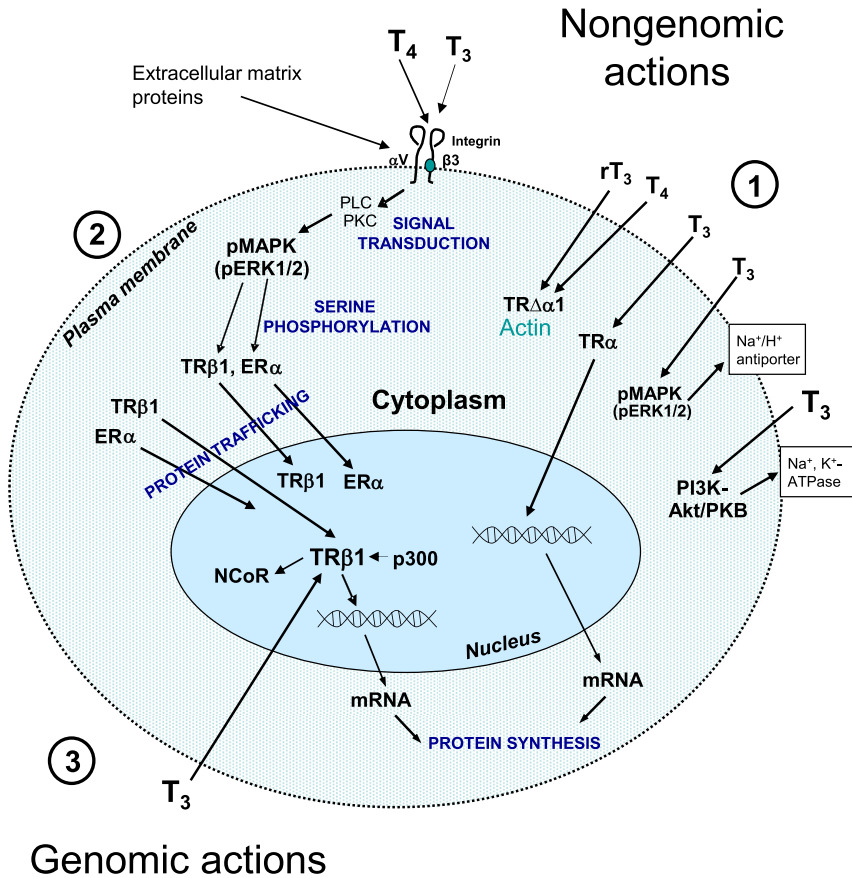 Nongenomic
actions
T4
T3
Extracellular matrix
proteins
Integrin
αV
β3
rT3
T4
1
PLC
PKC
SIGNAL
TRANSDUCTION
2
Plasma membrane
pMAPK
(pERK1/2)
T3
T3
TRΔα1
Actin
SERINE
PHOSPHORYLATION
TRα
Na+/H+
antiporter
TRβ1, ERα
pMAPK
(pERK1/2)
Cytoplasm
T3
TRβ1
ERα
PROTEIN TRAFFICKING
TRβ1
ERα
Na+, K+-
ATPase
PI3K-
Akt/PKB
TRβ1
p300
NCoR
Nucleus
mRNA
mRNA
PROTEIN SYNTHESIS
3
T3
Genomic actions